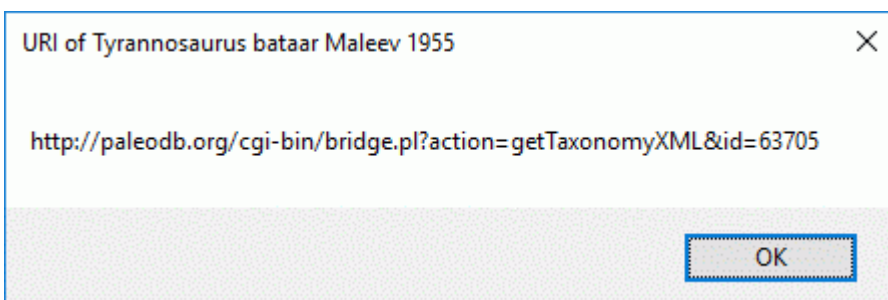 URI of Tyrannosaurus bataar Maleev 1955
http://paleodb.org/cgi-bin/bridge.pl?action=getTaxonomyXML&id=63705
OK